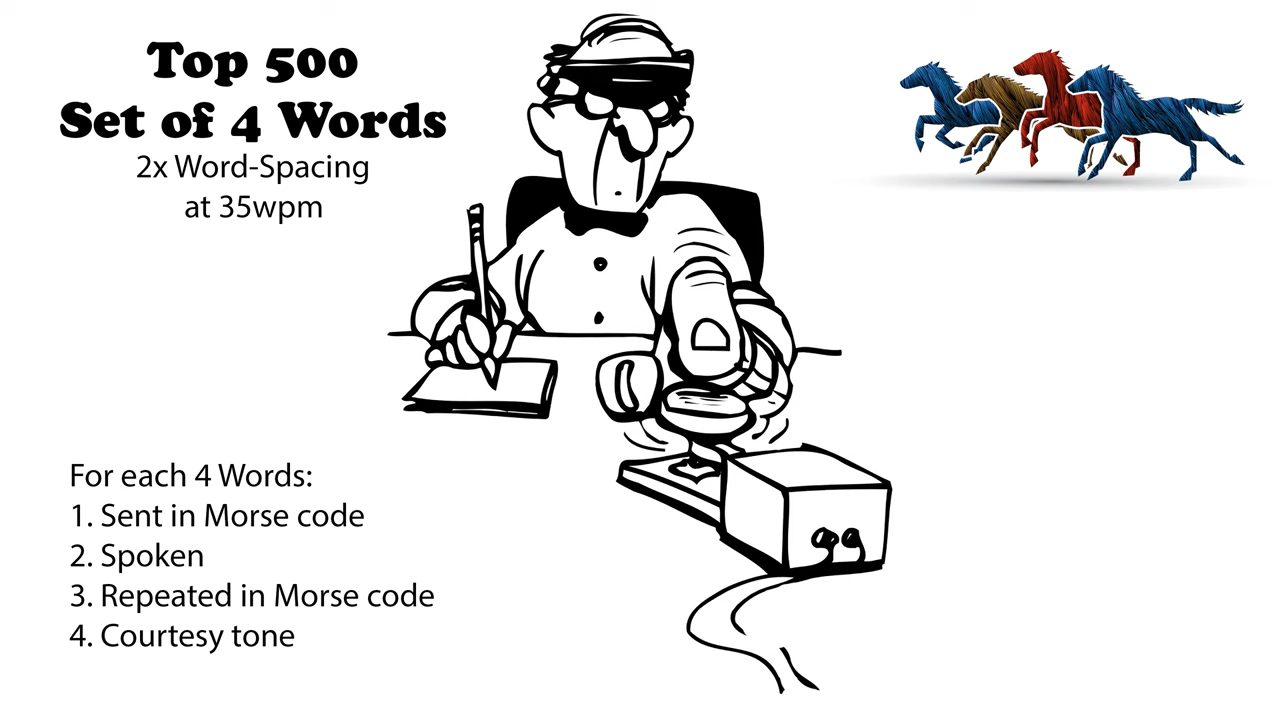 Top 500
Set of 4 Words
2x Word-Spacing
at 35wpm
For each 4 Words:
1. Sent in Morse code
2. Spoken
3. Repeated in Morse code
4. Courtesy tone